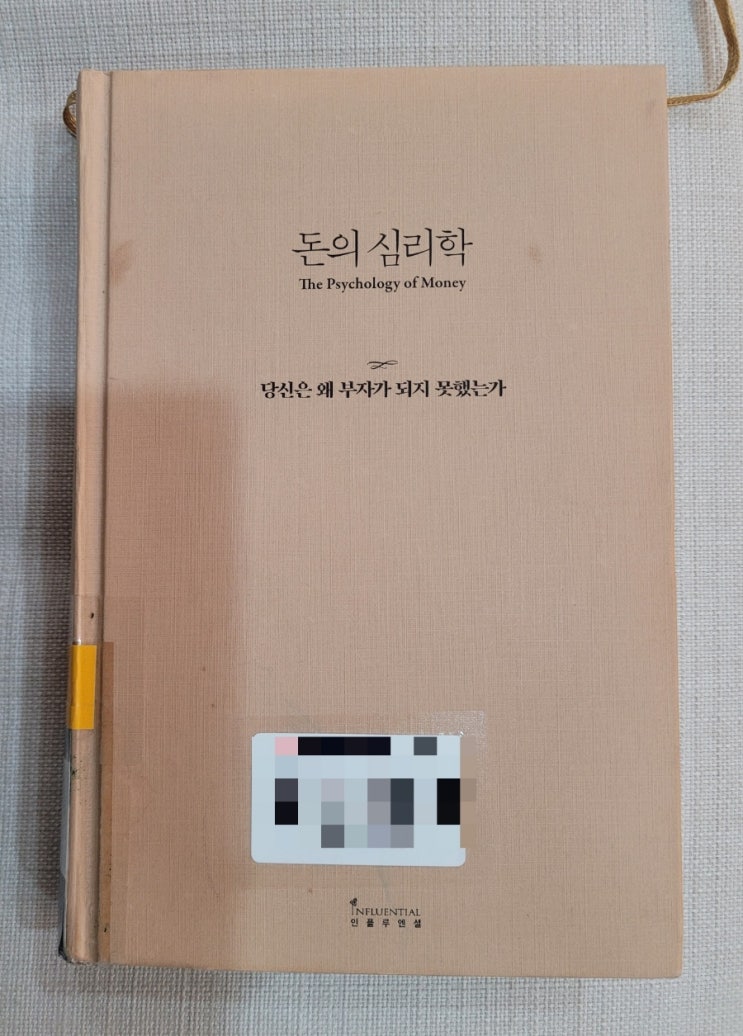 돈의 심리학
The Psychology of Money
당신은 왜 부자가 되지 못했는가
INFLUENTIAL
인플루엔셜